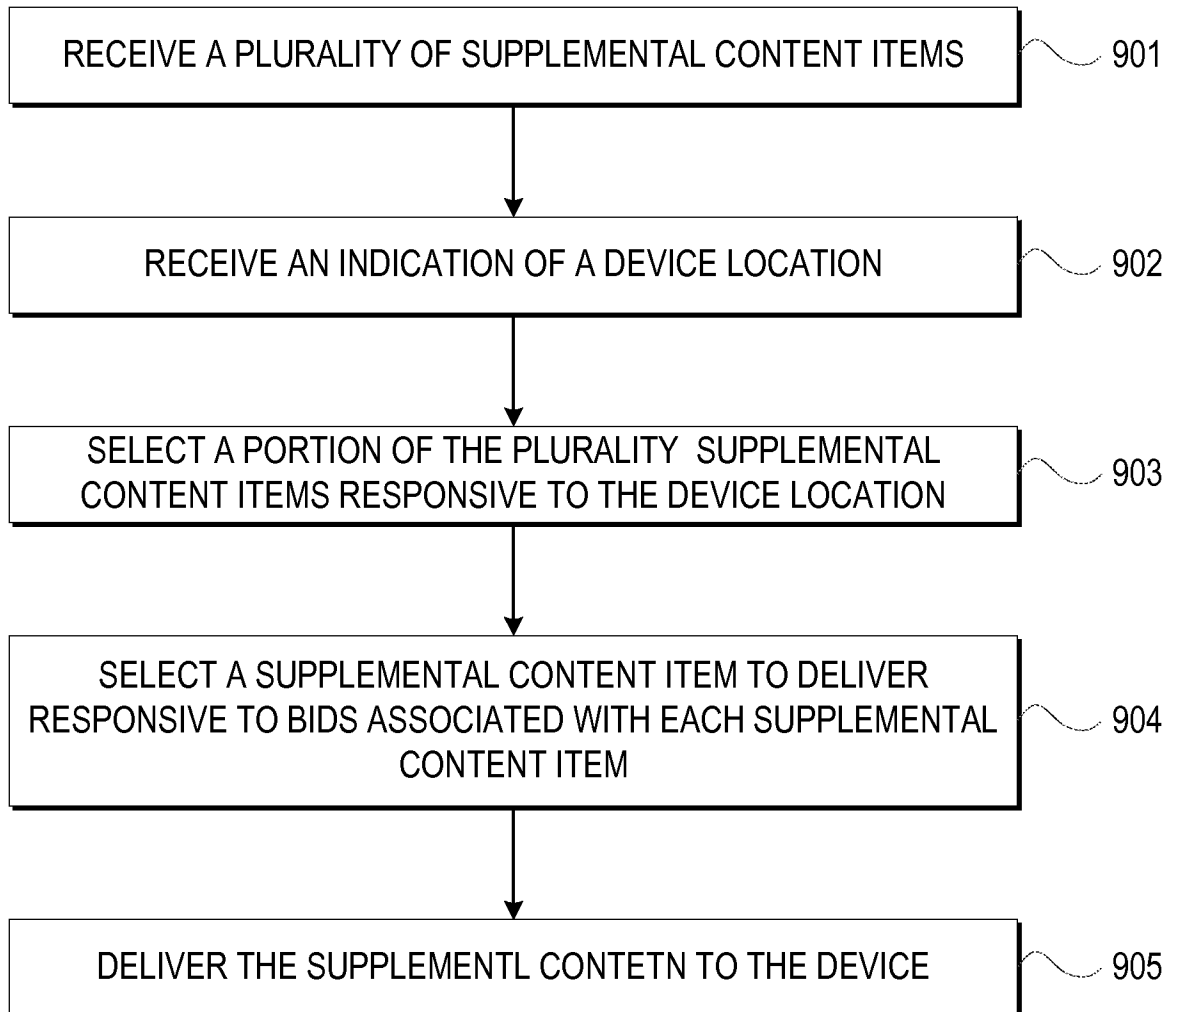 RECEIVE A PLURALITY OF SUPPLEMENTAL CONTENT ITEMS
901
RECEIVE AN INDICATION OF A DEVICE LOCATION
902
SELECT A PORTION OF THE PLURALITY SUPPLEMENTAL
CONTENT ITEMS RESPONSIVE TO THE DEVICE LOCATION
903
SELECT A SUPPLEMENTAL CONTENT ITEM TO DELIVER
RESPONSIVE TO BIDS ASSOCIATED WITH EACH SUPPLEMENTAL
CONTENT ITEM
904
DELIVER THE SUPPLEMENTL CONTETN TO THE DEVICE
905